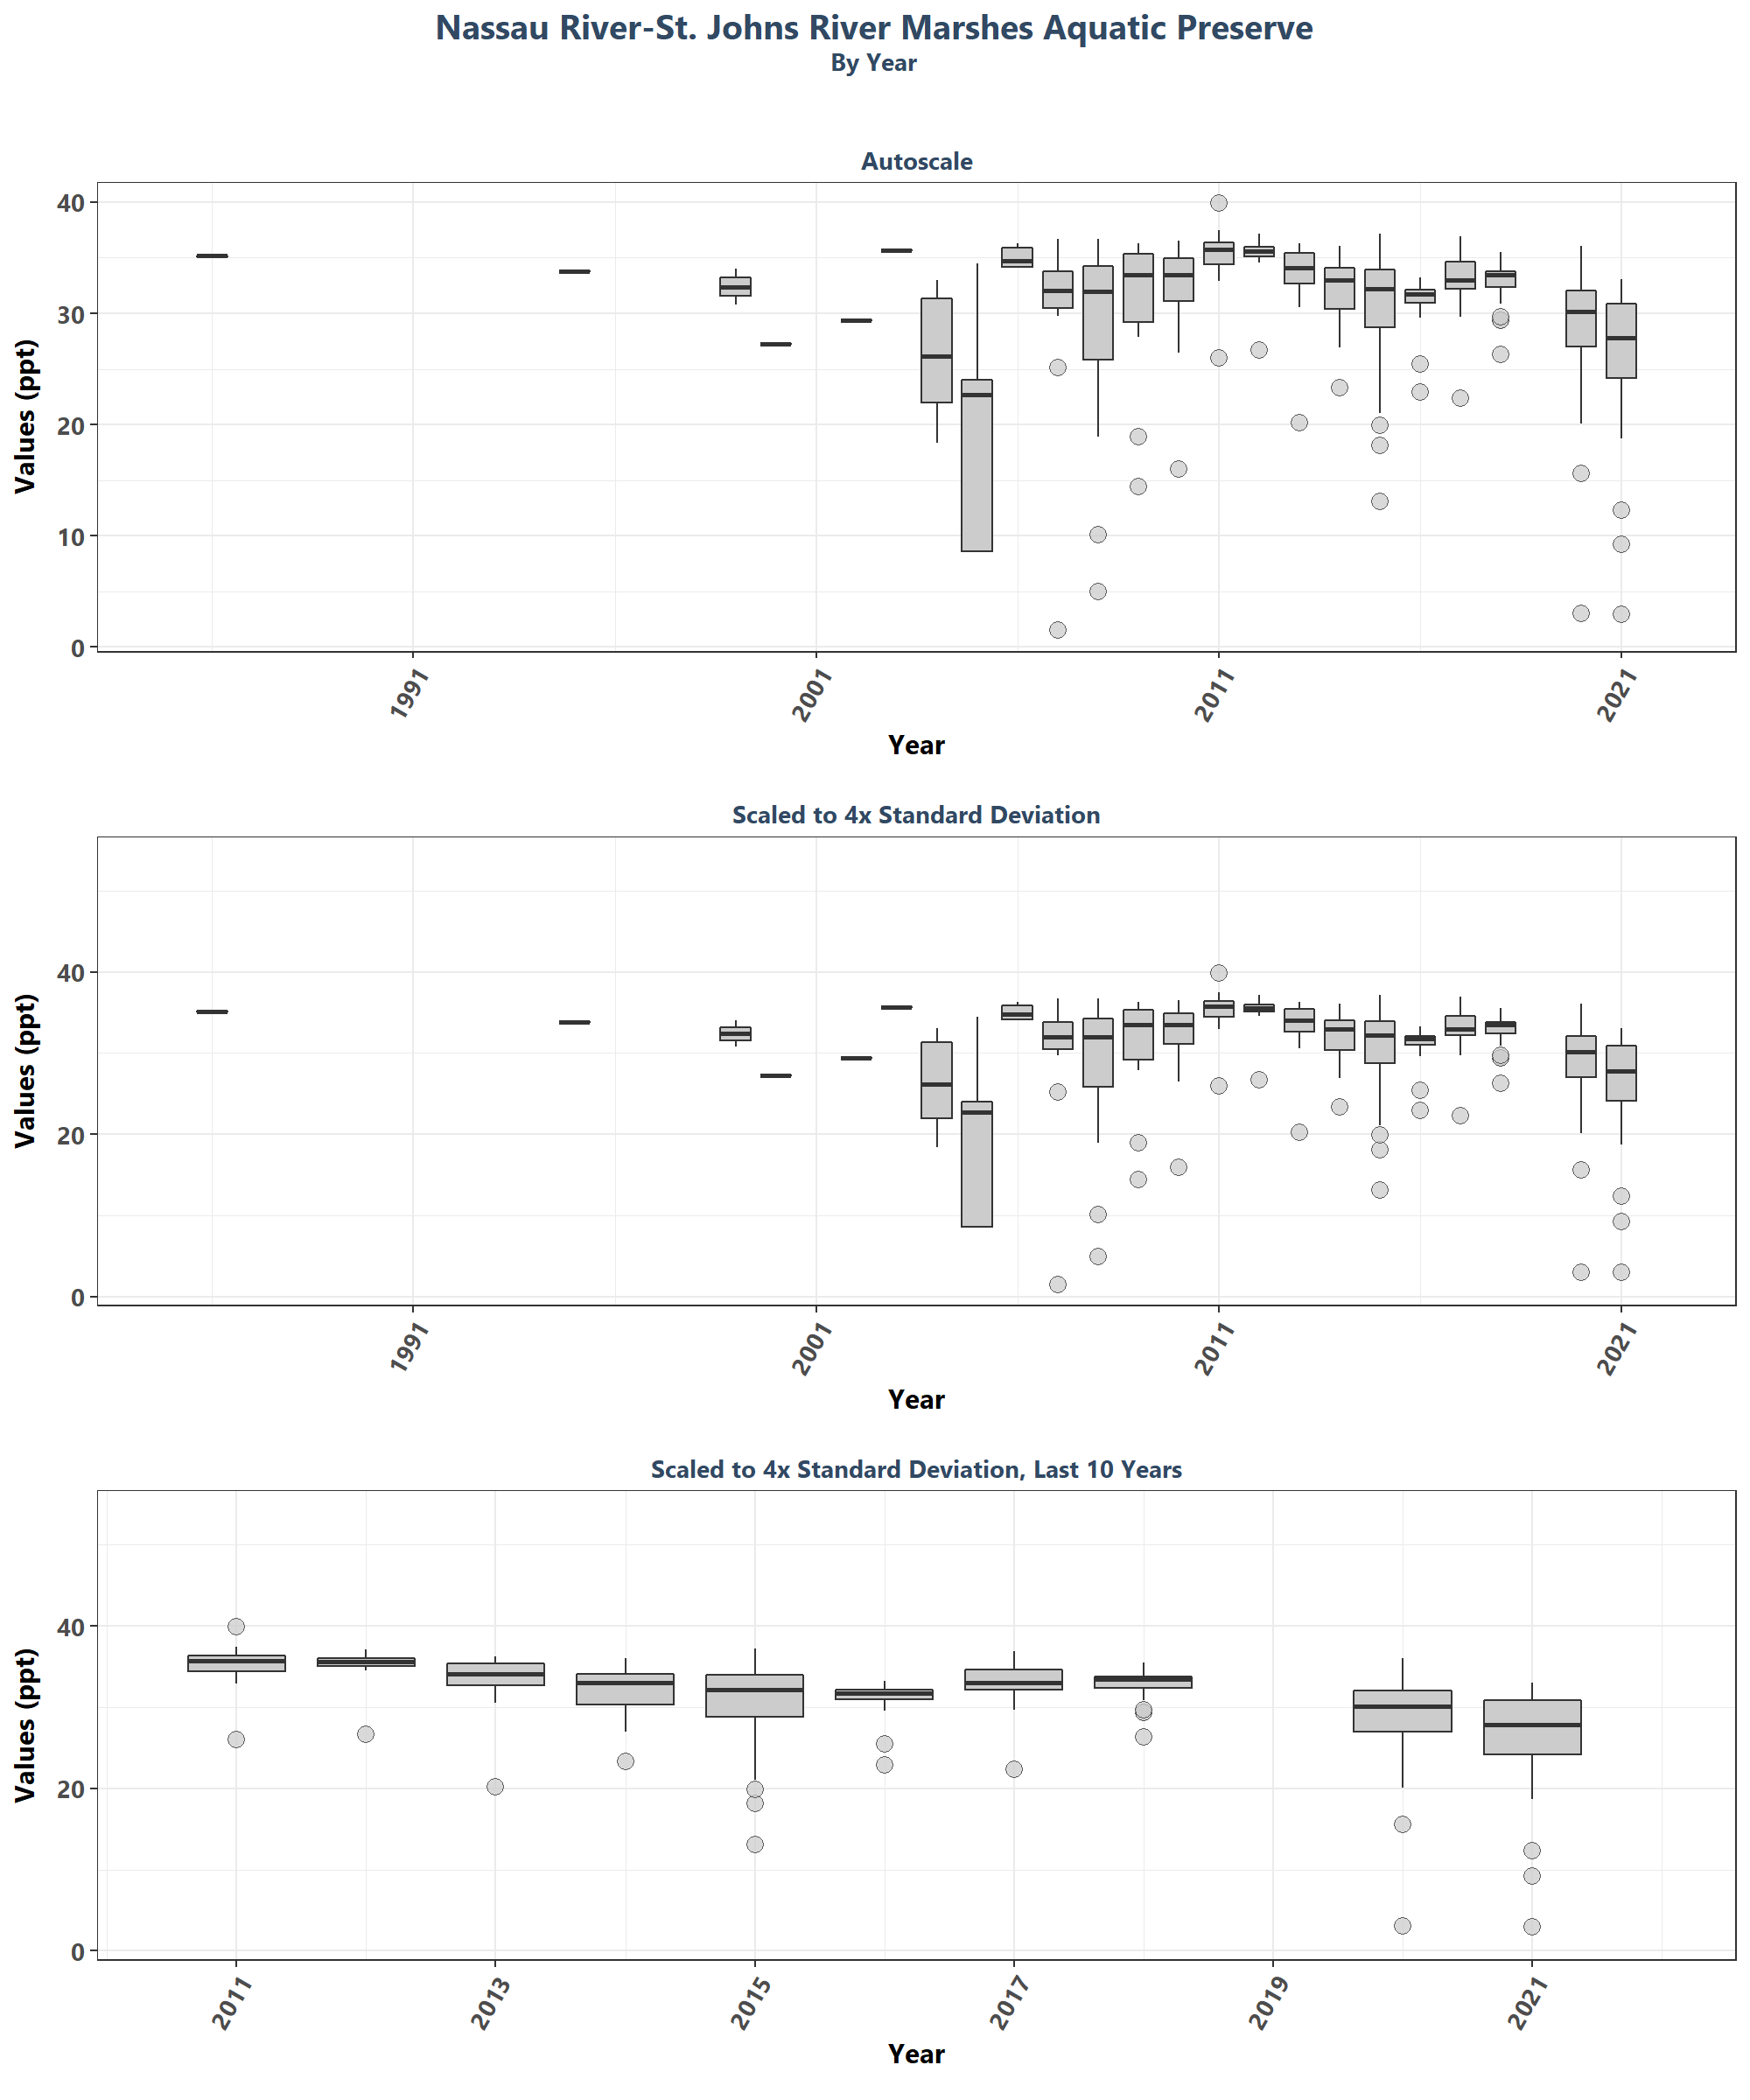 Nassau River-St. Johns River Marshes Aquatic Preserve
By Year
Autoscale
Values (ppt)
40
30
20
10
0
1991 2001 2011 2021
Year
Scaled to 4x Standard Deviation
Values (ppt)
40
20
0
1991 2001 2011 2021
Year
Scaled to 4x Standard Deviation, Last 10 Years
Values (ppt)
40
20
0
2011 2013 2015 2017 2019 2021
Year